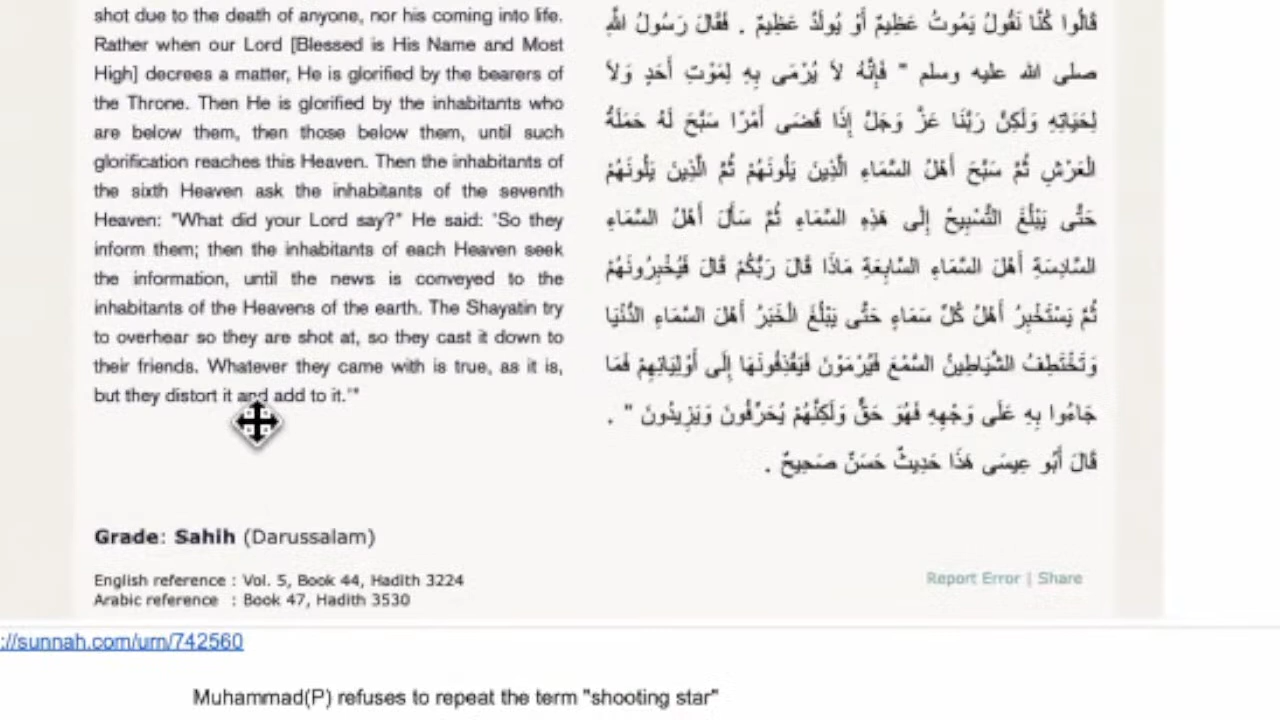 shot due to the death of anyone, nor his coming into life.
Rather when our Lord [Blessed is His Name and Most
High] decrees a matter, He is glorified by the bearers of
the Throne. Then He is glorified by the inhabitants who
are below them, then those below them, until such
glorification reaches this Heaven. Then the inhabitants of
the sixth Heaven ask the inhabitants of the seventh
Heaven: "What did your Lord say?" He said: 'So they
inform them; then the inhabitants of each Heaven seek
the information, until the news is conveyed to the
inhabitants of the Heavens of the earth. The Shayatin try
to overhear so they are shot at, so they cast it down to
their friends. Whatever they came with is true, as it is,
but they distort it and add to it.'"
قَالُوا كُنَّا نَقُولُ يَمُوتُ عَظِيمٌ أَوْ يُولَدُ عَظِيمٌ . فَقَالَ رَسُولُ اللَّهِ
صلى الله عليه وسلم " فَإِنَّهُ لاَ يُرْمَى بِهِ لِمَوْتِ أَحَدٍ وَلاَ
لِحَيَاتِهِ وَلَكِنَّ رَبَّنَا عَزَّ وَجَلَّ إِذَا قَضَى أَمْرًا سَبَّحَ لَهُ حَمَلَةُ
الْعَرْشِ ثُمَّ سَبَّحَ أَهْلُ السَّمَاءِ الَّذِينَ يَلُونَهُمْ ثُمَّ الَّذِينَ يَلُونَهُمْ
حَتَّى يَبْلُغَ التَّسْبِيحُ إِلَى هَذِهِ السَّمَاءِ ثُمَّ سَأَلَ أَهْلُ السَّمَاءِ
السَّادِسَةِ أَهْلَ السَّمَاءِ السَّابِعَةِ مَاذَا قَالَ رَبُّكُمْ قَالَ فَيُخْبِرُونَهُمْ
ثُمَّ يَسْتَخْبِرُ أَهْلُ كُلِّ سَمَاءٍ حَتَّى يَبْلُغَ الْخَبَرُ أَهْلَ السَّمَاءِ الدُّنْيَا
وَتَخْتَطِفُ الشَّيَاطِينُ السَّمْعَ فَيُرْمَوْنَ فَيَقْذِفُونَهَا إِلَى أَوْلِيَائِهِمْ فَمَا
جَاءُوا بِهِ عَلَى وَجْهِهِ فَهُوَ حَقٌّ وَلَكِنَّهُمْ يُحَرِّفُونَ وَيَزِيدُونَ " .
قَالَ أَبُو عِيسَى هَذَا حَدِيثٌ حَسَنٌ صَحِيحٌ .
Grade: Sahih (Darussalam)
English reference : Vol. 5, Book 44, Hadith 3224
Arabic reference : Book 47, Hadith 3530
Report Error | Share
://sunnah.com/urn/742560
Muhammad(P) refuses to repeat the term "shooting star"